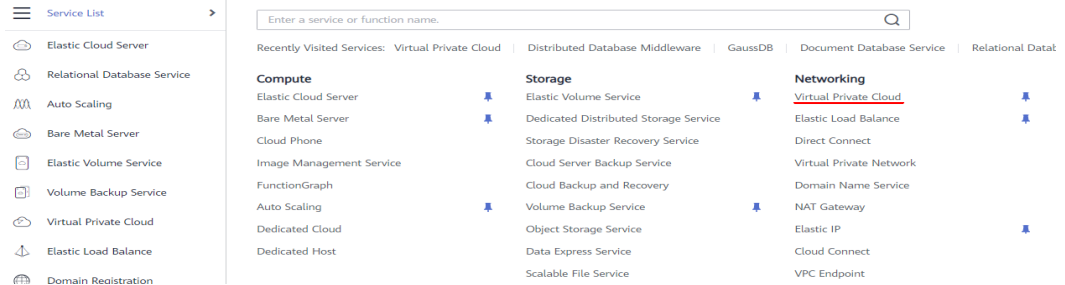 Service List
Elastic Cloud Server
Relational Database Service
Auto Scaling
Bare Metal Server
Elastic Volume Service
Volume Backup Service
Virtual Private Cloud
Elastic Load Balance
Domain Registration
Enter a service or function name.
Recently Visited Services: Virtual Private Cloud | Distributed Database Middleware | GaussDB | Document Database Service | Relational Datab
Compute
Elastic Cloud Server
Bare Metal Server
Cloud Phone
Image Management Service
FunctionGraph
Auto Scaling
Dedicated Cloud
Dedicated Host
Storage
Elastic Volume Service
Dedicated Distributed Storage Service
Storage Disaster Recovery Service
Cloud Server Backup Service
Cloud Backup and Recovery
Volume Backup Service
Object Storage Service
Data Express Service
Scalable File Service
Networking
Virtual Private Cloud
Elastic Load Balance
Direct Connect
Virtual Private Network
Domain Name Service
NAT Gateway
Elastic IP
Cloud Connect
VPC Endpoint